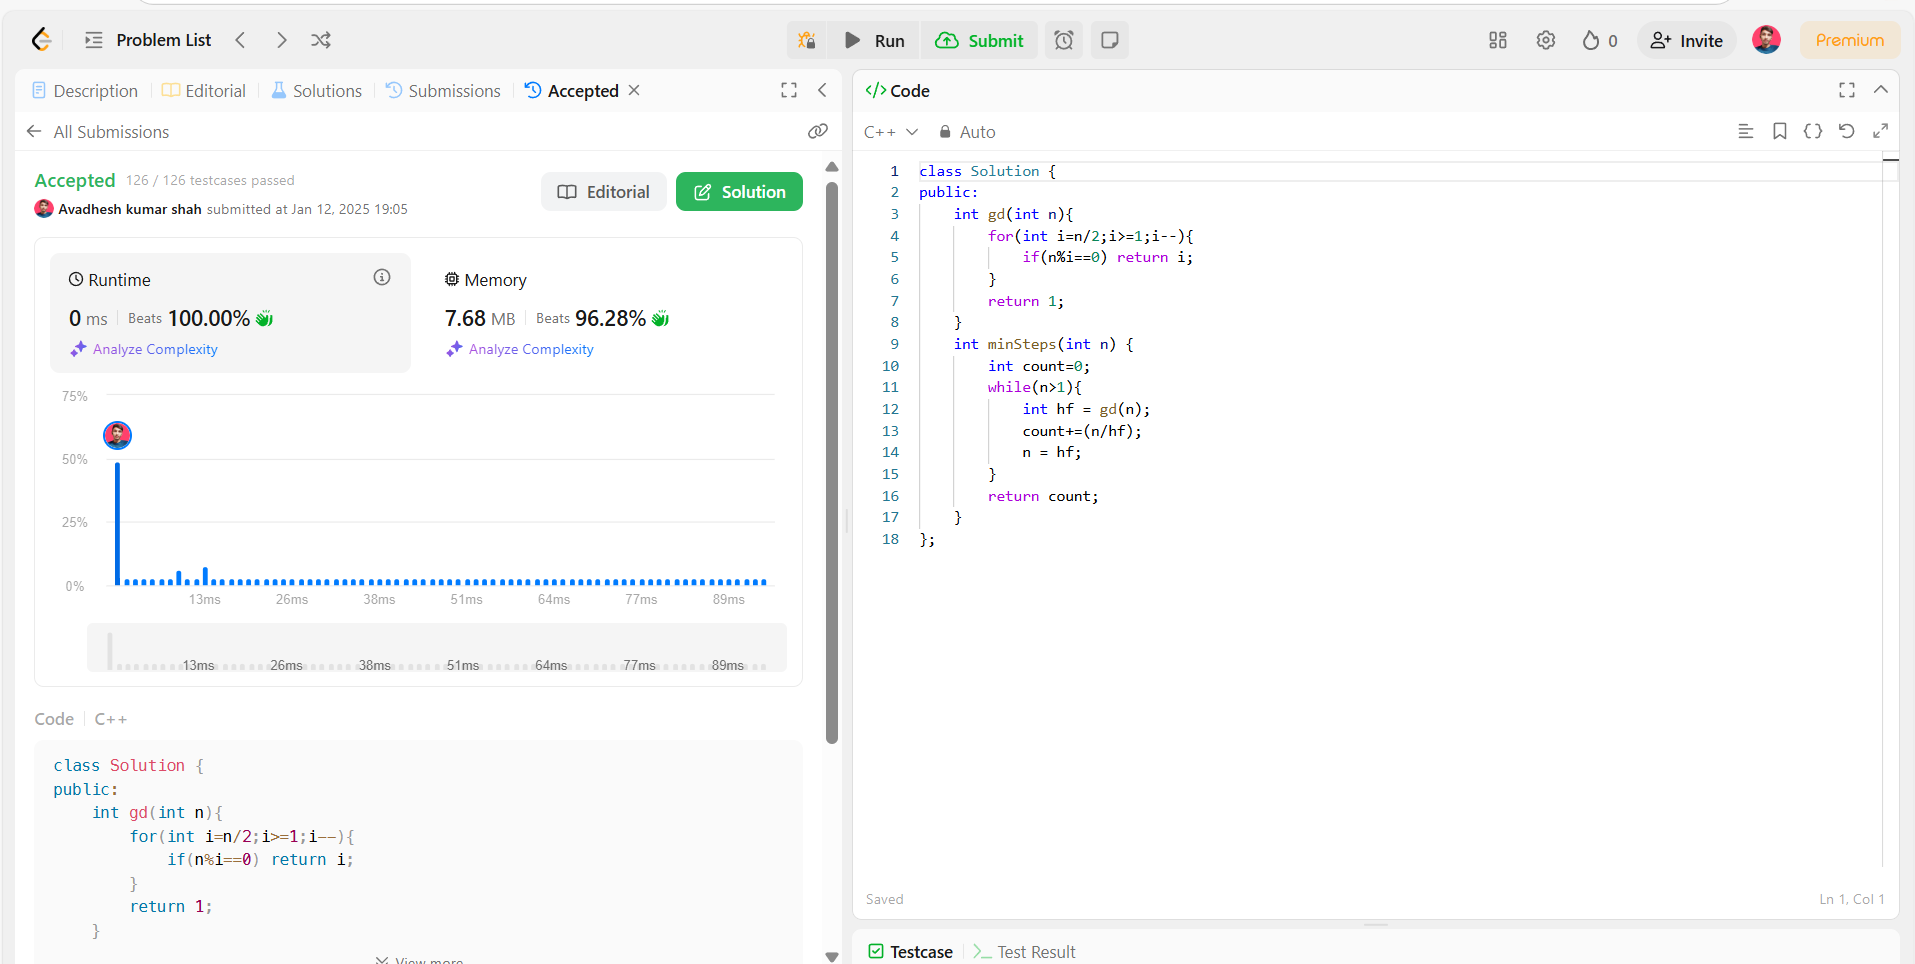 Problem List
Run
Submit
0
Invite
Premium
Description
Editorial
Solutions
Submissions
Accepted
All Submissions
Accepted 126 / 126 testcases passed
Avadhesh kumar shah submitted at Jan 12, 2025 19:05
Editorial
Solution
Runtime
0 ms Beats 100.00%
Analyze Complexity
Memory
7.68 MB Beats 96.28%
Analyze Complexity
75%
50%
25%
0%
13ms 26ms 38ms 51ms 64ms 77ms 89ms
13ms 26ms 38ms 51ms 64ms 77ms 89ms
Code C++
class Solution {
public:
    int gd(int n){
        for(int i=n/2;i>=1;i--){
            if(n%i==0) return i;
        }
        return 1;
    }
View more
</> Code
C++ Auto
1 class Solution {
2 public:
3     int gd(int n){
4         for(int i=n/2;i>=1;i--){
5             if(n%i==0) return i;
6         }
7         return 1;
8     }
9     int minSteps(int n) {
10         int count=0;
11         while(n>1){
12             int hf = gd(n);
13             count+=(n/hf);
14             n = hf;
15         }
16         return count;
17     }
18 };
Saved
Ln 1, Col 1
Testcase
Test Result